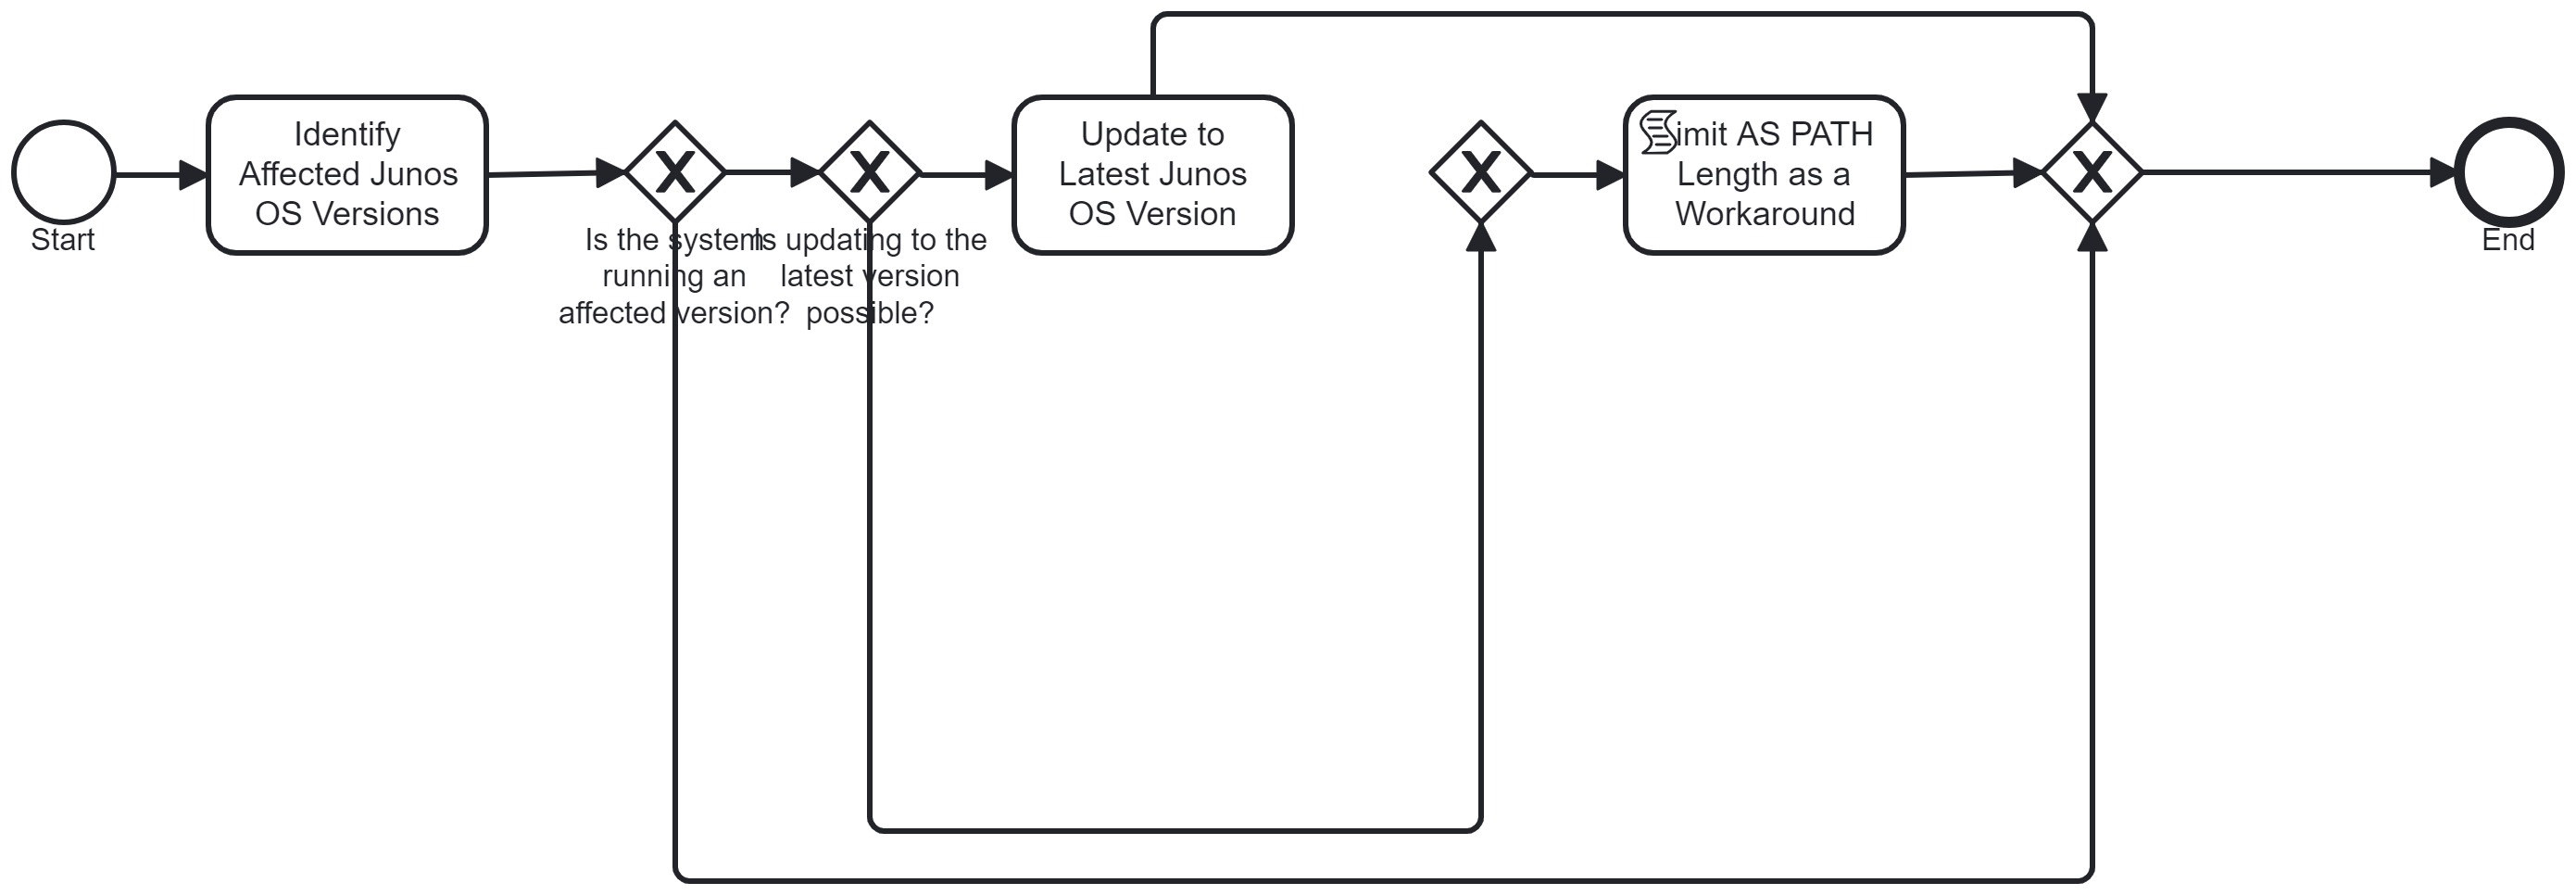 Start
Identify
Affected Junos
OS Versions
Is the system
running an
affected version?
Is updating to the
latest version
possible?
Update to
Latest Junos
OS Version
imit AS PATH
Length as a
Workaround
End